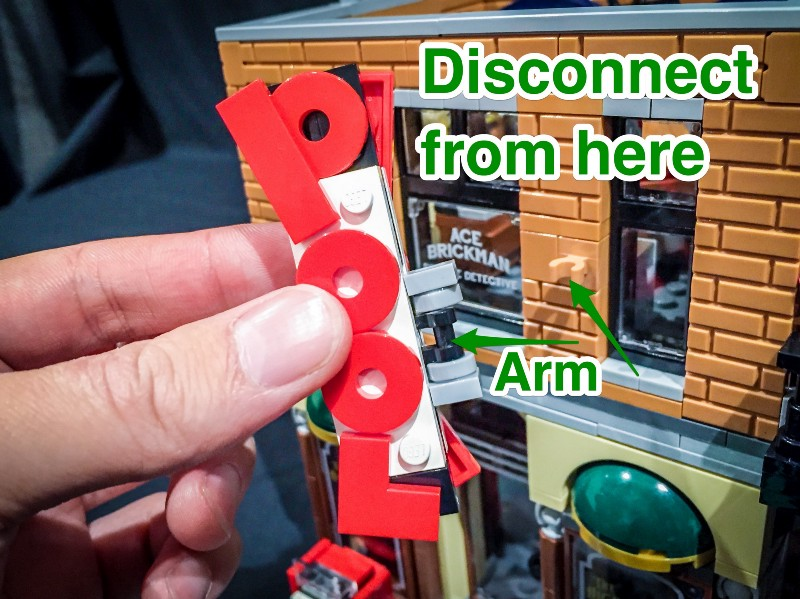 Disconnect
from here
POOL
ACE
BRICKMAN
DETECTIVE
Arm